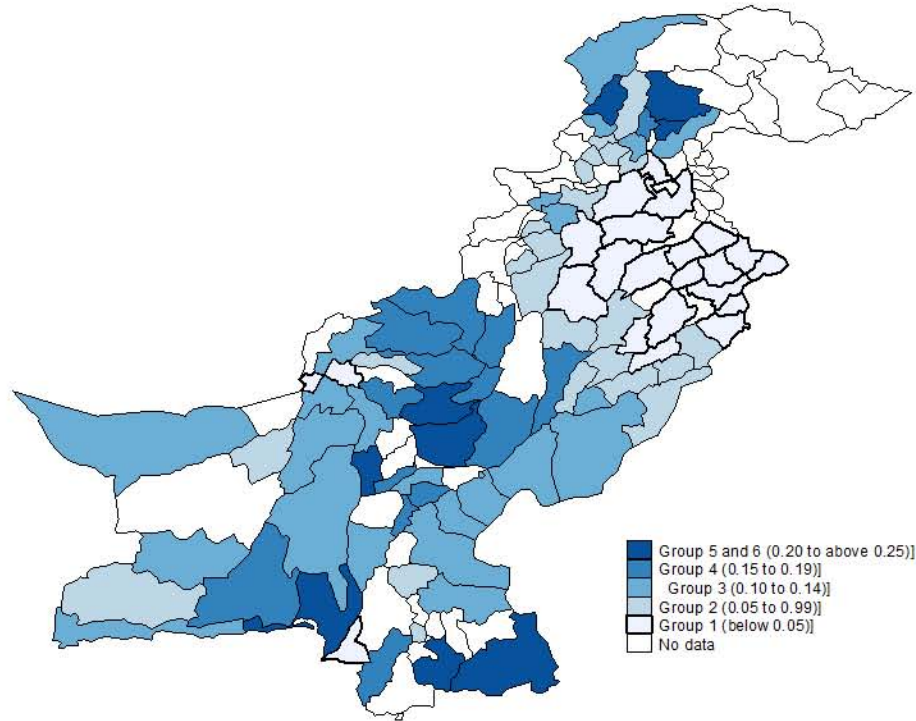 Group 5 and 6 (0.20 to above 0.25)]
Group 4 (0.15 to 0.19)]
Group 3 (0.10 to 0.14)]
Group 2 (0.05 to 0.99)]
Group 1 (below 0.05)]
No data